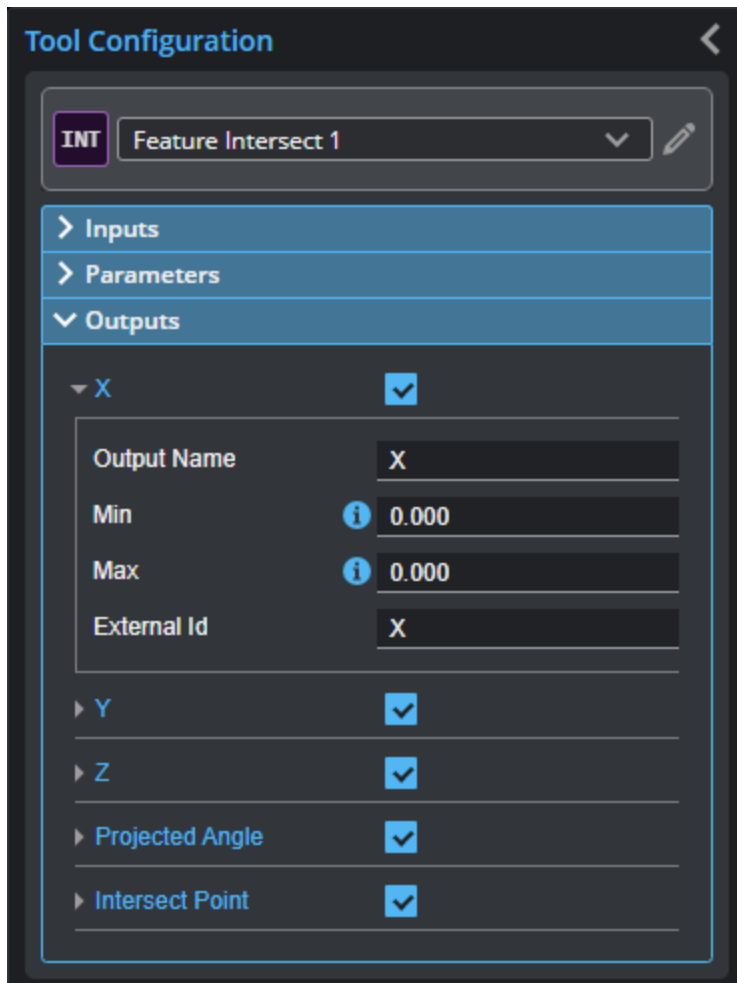 Tool Configuration
INT Feature Intersect 1
Inputs
Parameters
Outputs
X
Output Name X
Min 0.000
Max 0.000
External Id X
Y
Z
Projected Angle
Intersect Point